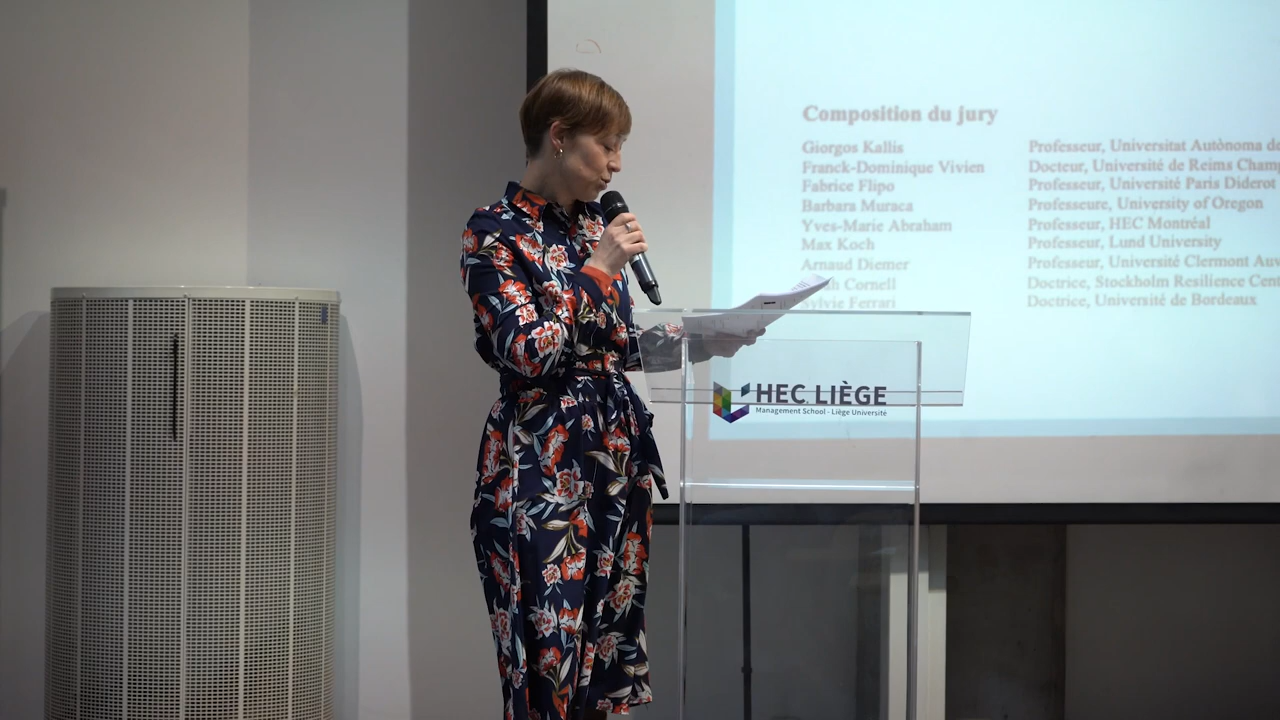 Composition du jury
Giorgos Kallis Professeur, Universitat Autònoma de
Franck-Dominique Vivien Docteur, Université de Reims Champ
Fabrice Flipo Professeur, Université Paris Diderot
Barbara Muraca Professeure, University of Oregon
Yves-Marie Abraham Professeur, HEC Montréal
Max Koch Professeur, Lund University
Arnaud Diemer Professeur, Université Clermont Auv
Cornell Doctrice, Stockholm Resilience Cen
Sylvie Ferrari Doctrice, Université de Bordeaux
HEC LIÈGE
Management School - Liège Université